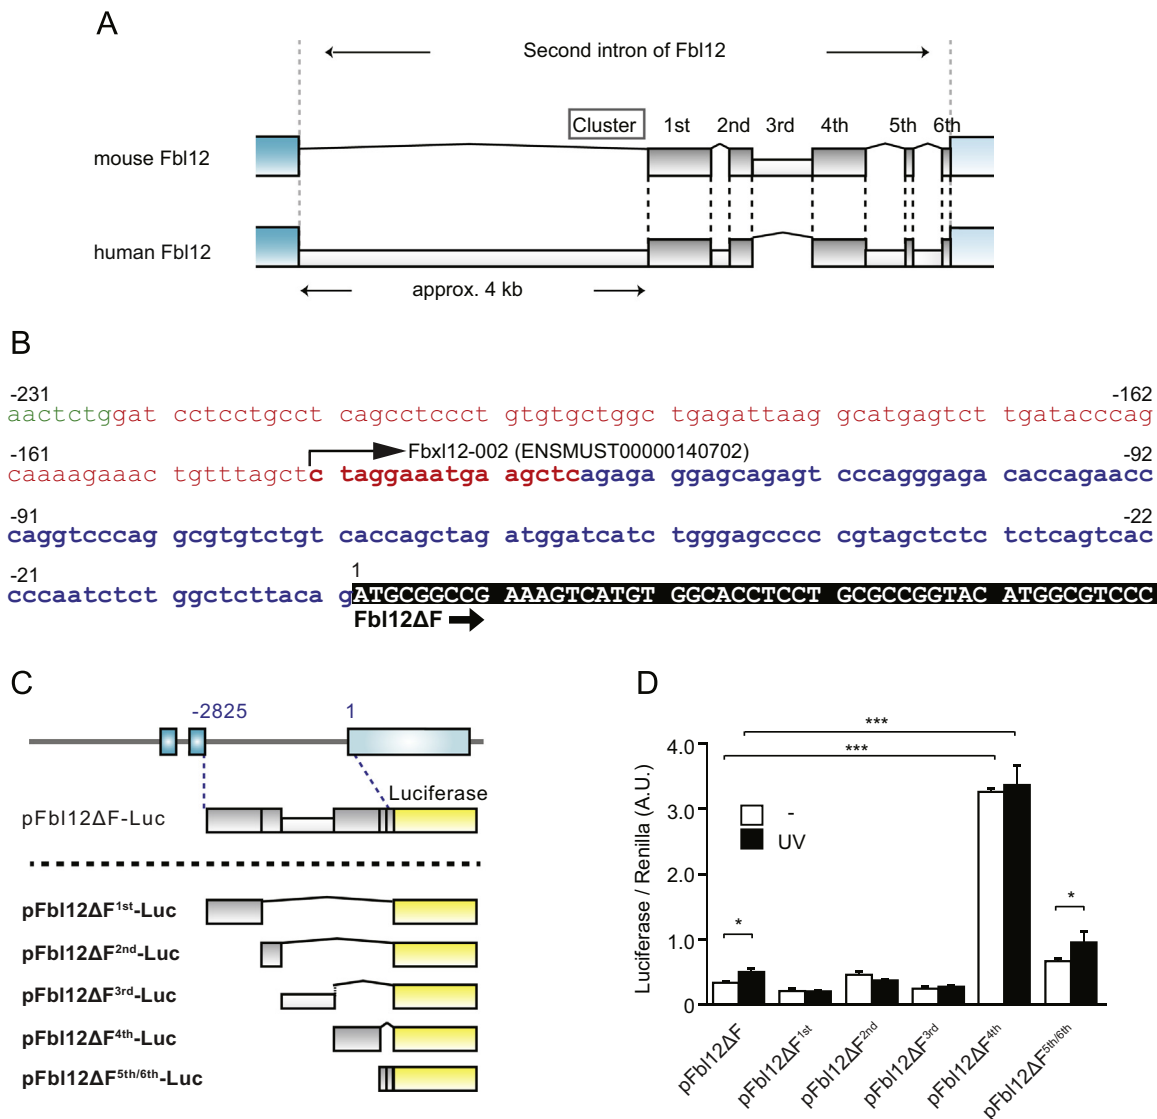 A
Second intron of Fbl12
Cluster 1st 2nd 3rd 4th 5th 6th
mouse Fbl12
human Fbl12
approx. 4 kb
B
-231 -162
aactctggat cctcctgcct cagcctccct gtgtgctggc tgagattaag gcatgagtct tgatacccag
-161 Fbxl12-002 (ENSMUST00000140702) -92
caaaagaaac tgtttagctc taggaaatga agctcagaga ggagcagagt cccagggaga caccagaacc
-91 -22
caggtcccag gcgtgtctgt caccagctag atggatcatc tgggagcccc cgtagctctc tctcagtcac
-21 1
cccaatctct ggctcttaca gATGCGGCCG AAAGTCATGT GGCACCTCCT GCGCCGGTAC ATGGCGTCCC
Fbl12ΔF
C
-2825 1
Luciferase
pFbl12ΔF-Luc
pFbl12ΔF1st-Luc
pFbl12ΔF2nd-Luc
pFbl12ΔF3rd-Luc
pFbl12ΔF4th-Luc
pFbl12ΔF5th/6th-Luc
D
***
***
4.0
3.0
2.0
1.0
0
Luciferase / Renilla (A.U.)
-
UV
*
*
pFbl12ΔF
pFbl12ΔF1st
pFbl12ΔF2nd
pFbl12ΔF3rd
pFbl12ΔF4th
pFbl12ΔF5th/6th